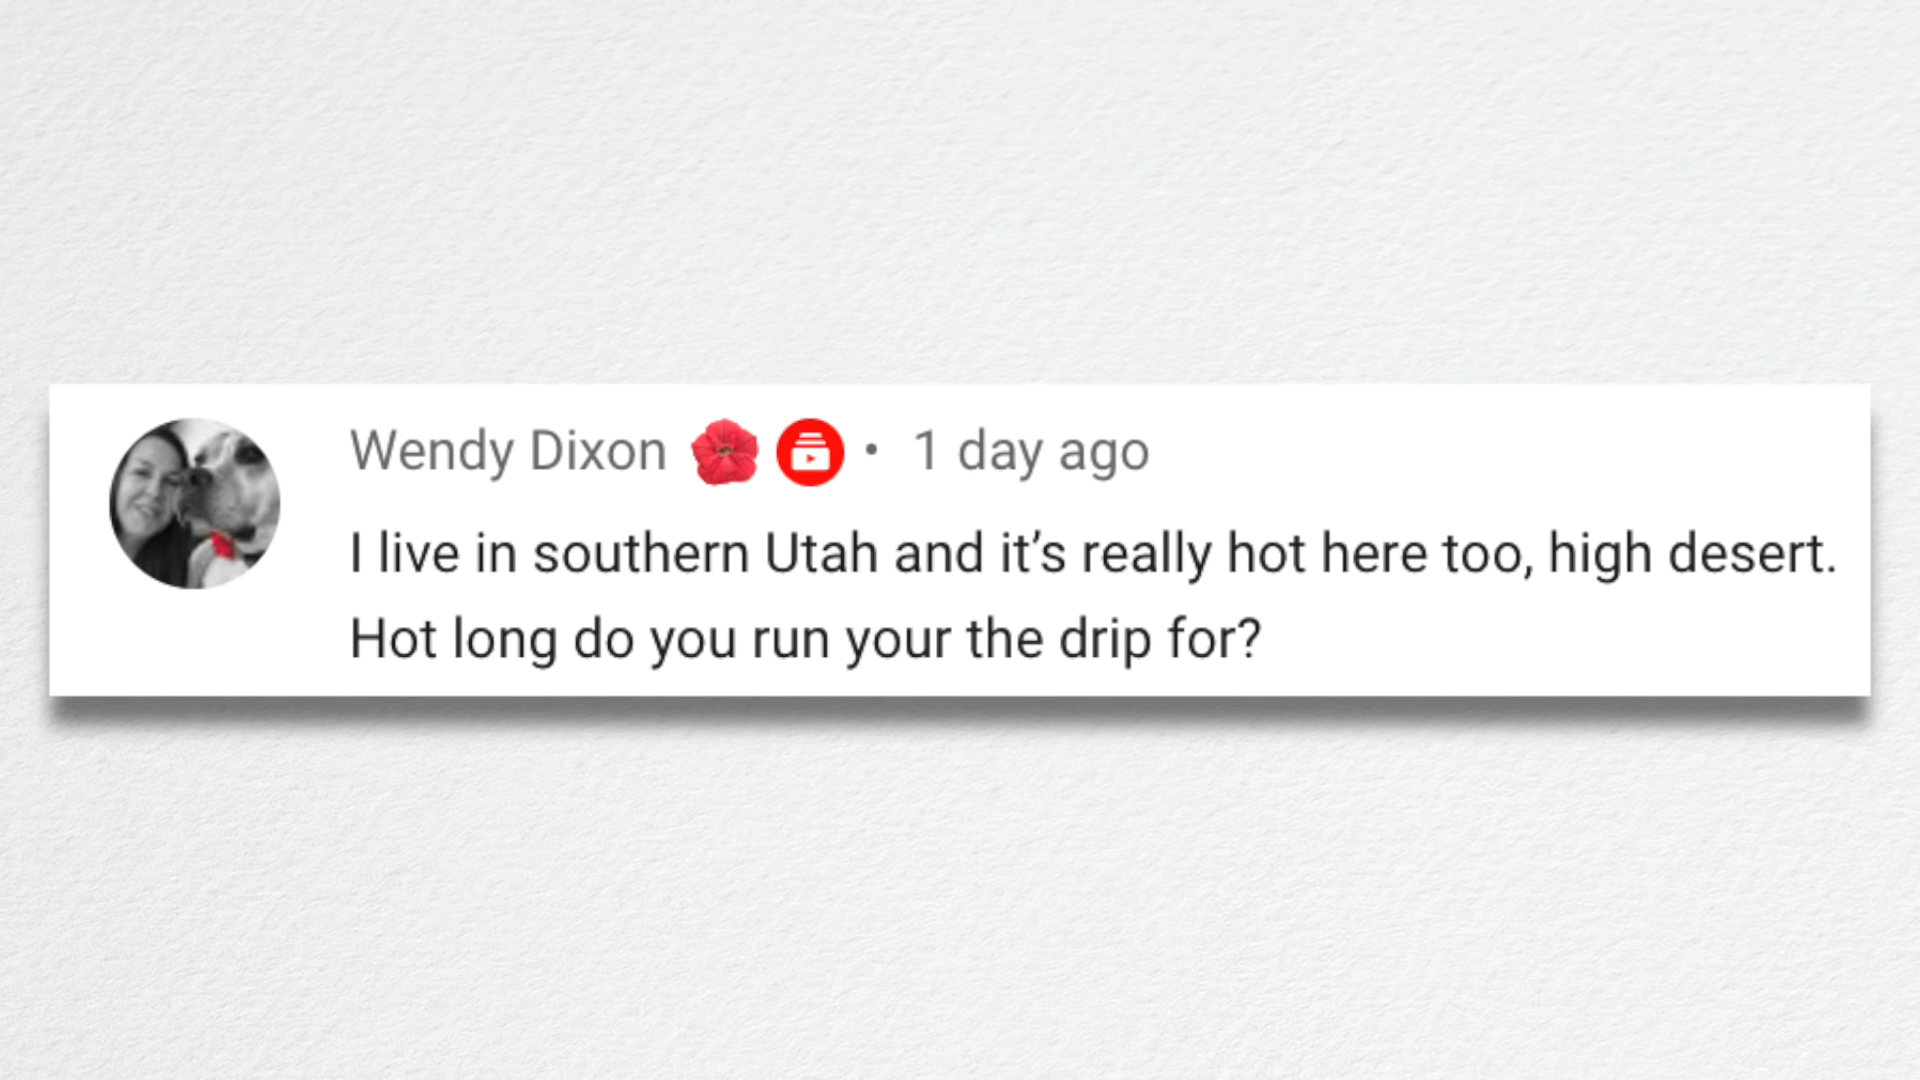 Wendy Dixon • 1 day ago
I live in southern Utah and it’s really hot here too, high desert.
Hot long do you run your the drip for?